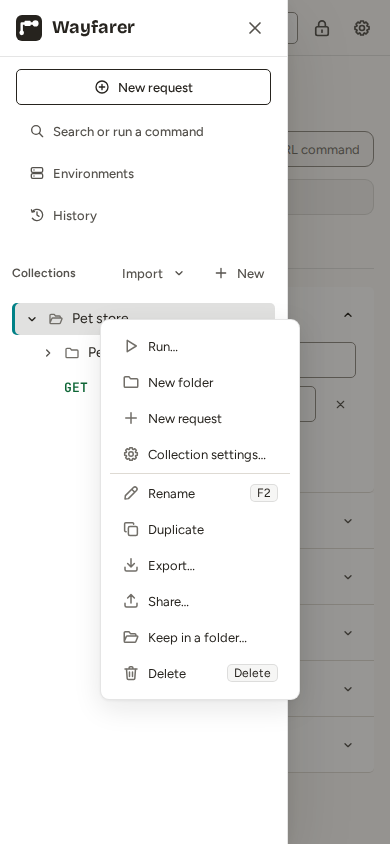 Wayfarer
New request
Search or run a command
RL command
Environments
History
Collections
Import
New
Pet store
Pe
GET
Run...
New folder
New request
Collection settings...
Rename F2
Duplicate
Export...
Share...
Keep in a folder...
Delete Delete